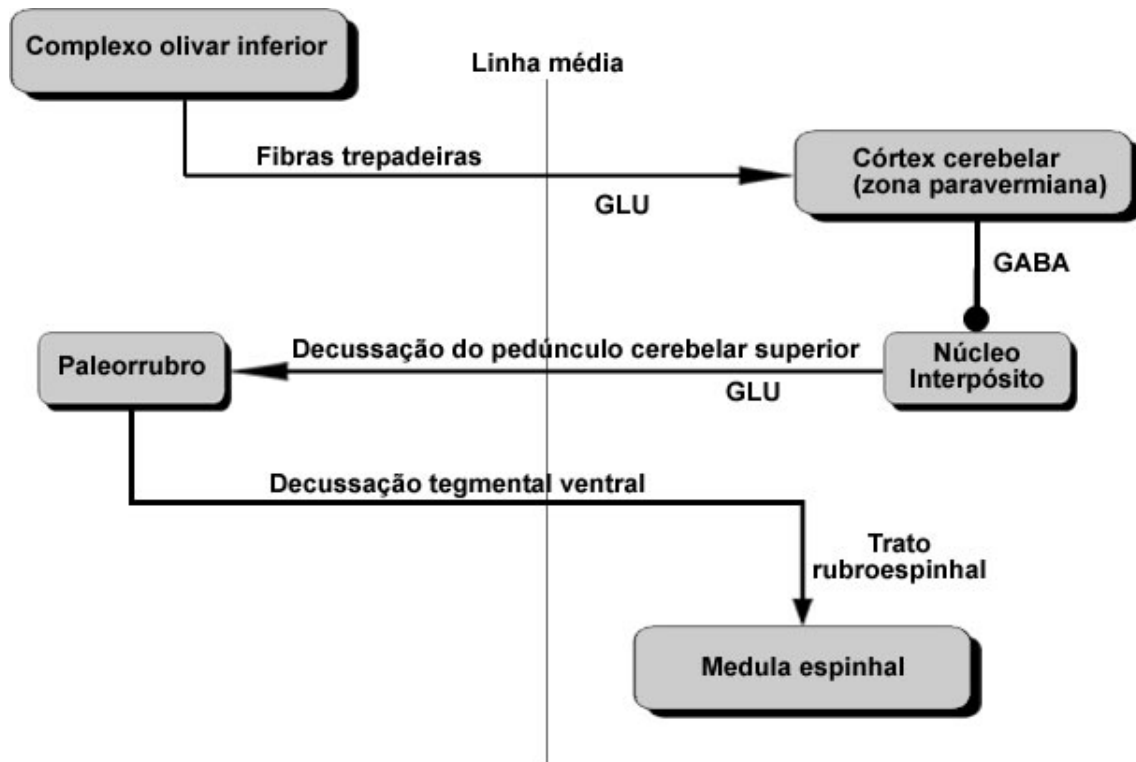 Complexo olivar inferior
Linha média
Fibras trepadeiras
GLU
Córtex cerebelar
(zona paravermiana)
GABA
Decussação do pedúnculo cerebelar superior
Paleorrubro
GLU
Núcleo
Interpósito
Decussação tegmental ventral
Trato
rubroespinhal
Medula espinhal